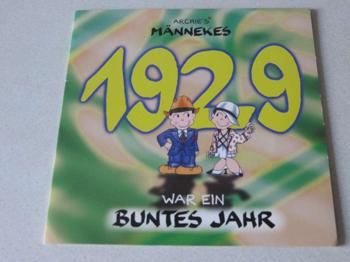 ARCHIE'S
MÄNNEKES
1929
WAR EIN
BUNTES JAHR